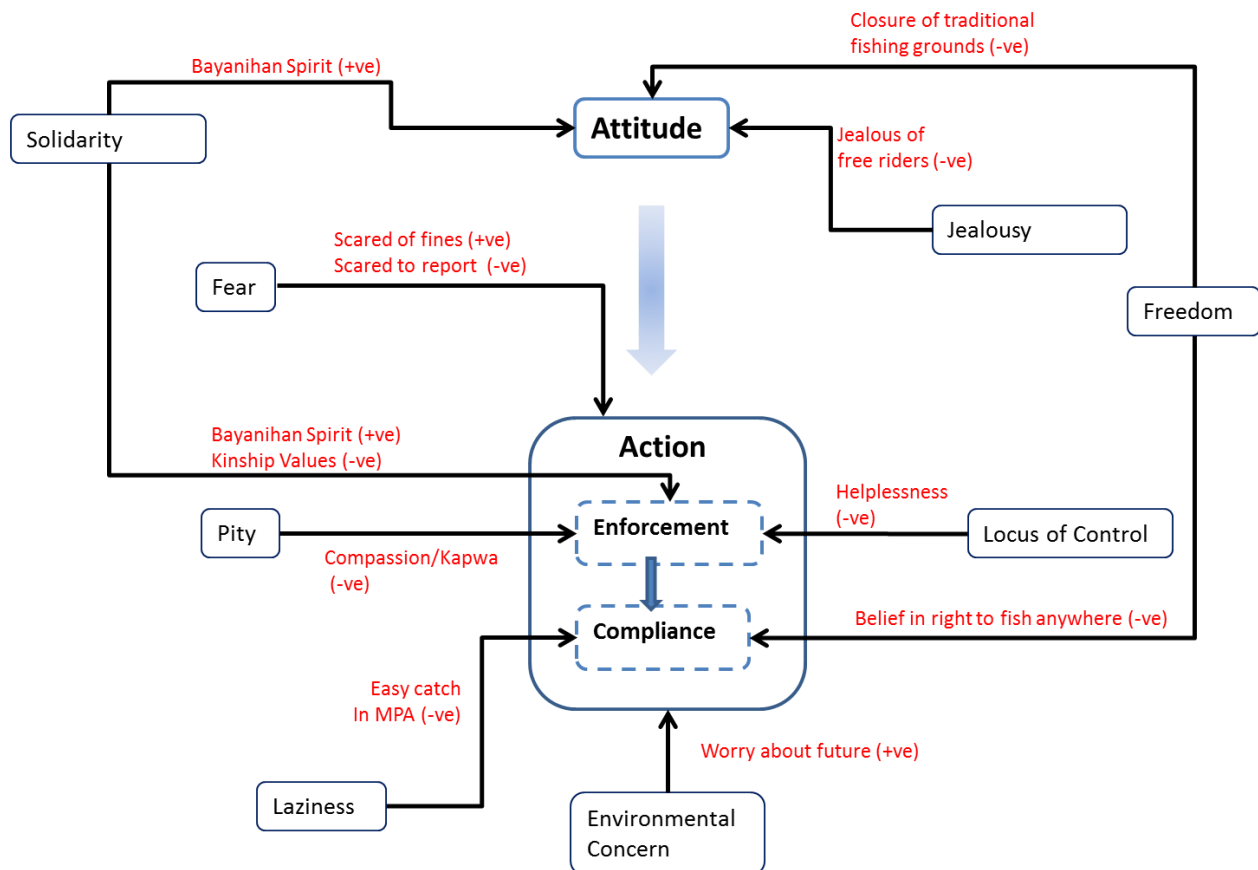 Closure of traditional
fishing grounds (-ve)
Bayanihan Spirit (+ve)
Attitude
Solidarity
Jealous of
free riders (-ve)
Jealousy
Scared of fines (+ve)
Scared to report (-ve)
Fear
Freedom
Bayanihan Spirit (+ve)
Kinship Values (-ve)
Action
Helplessness
(-ve)
Enforcement
Pity
Locus of Control
Compassion/Kapwa
(-ve)
Compliance
Belief in right to fish anywhere (-ve)
Easy catch
In MPA (-ve)
Worry about future (+ve)
Laziness
Environmental
Concern